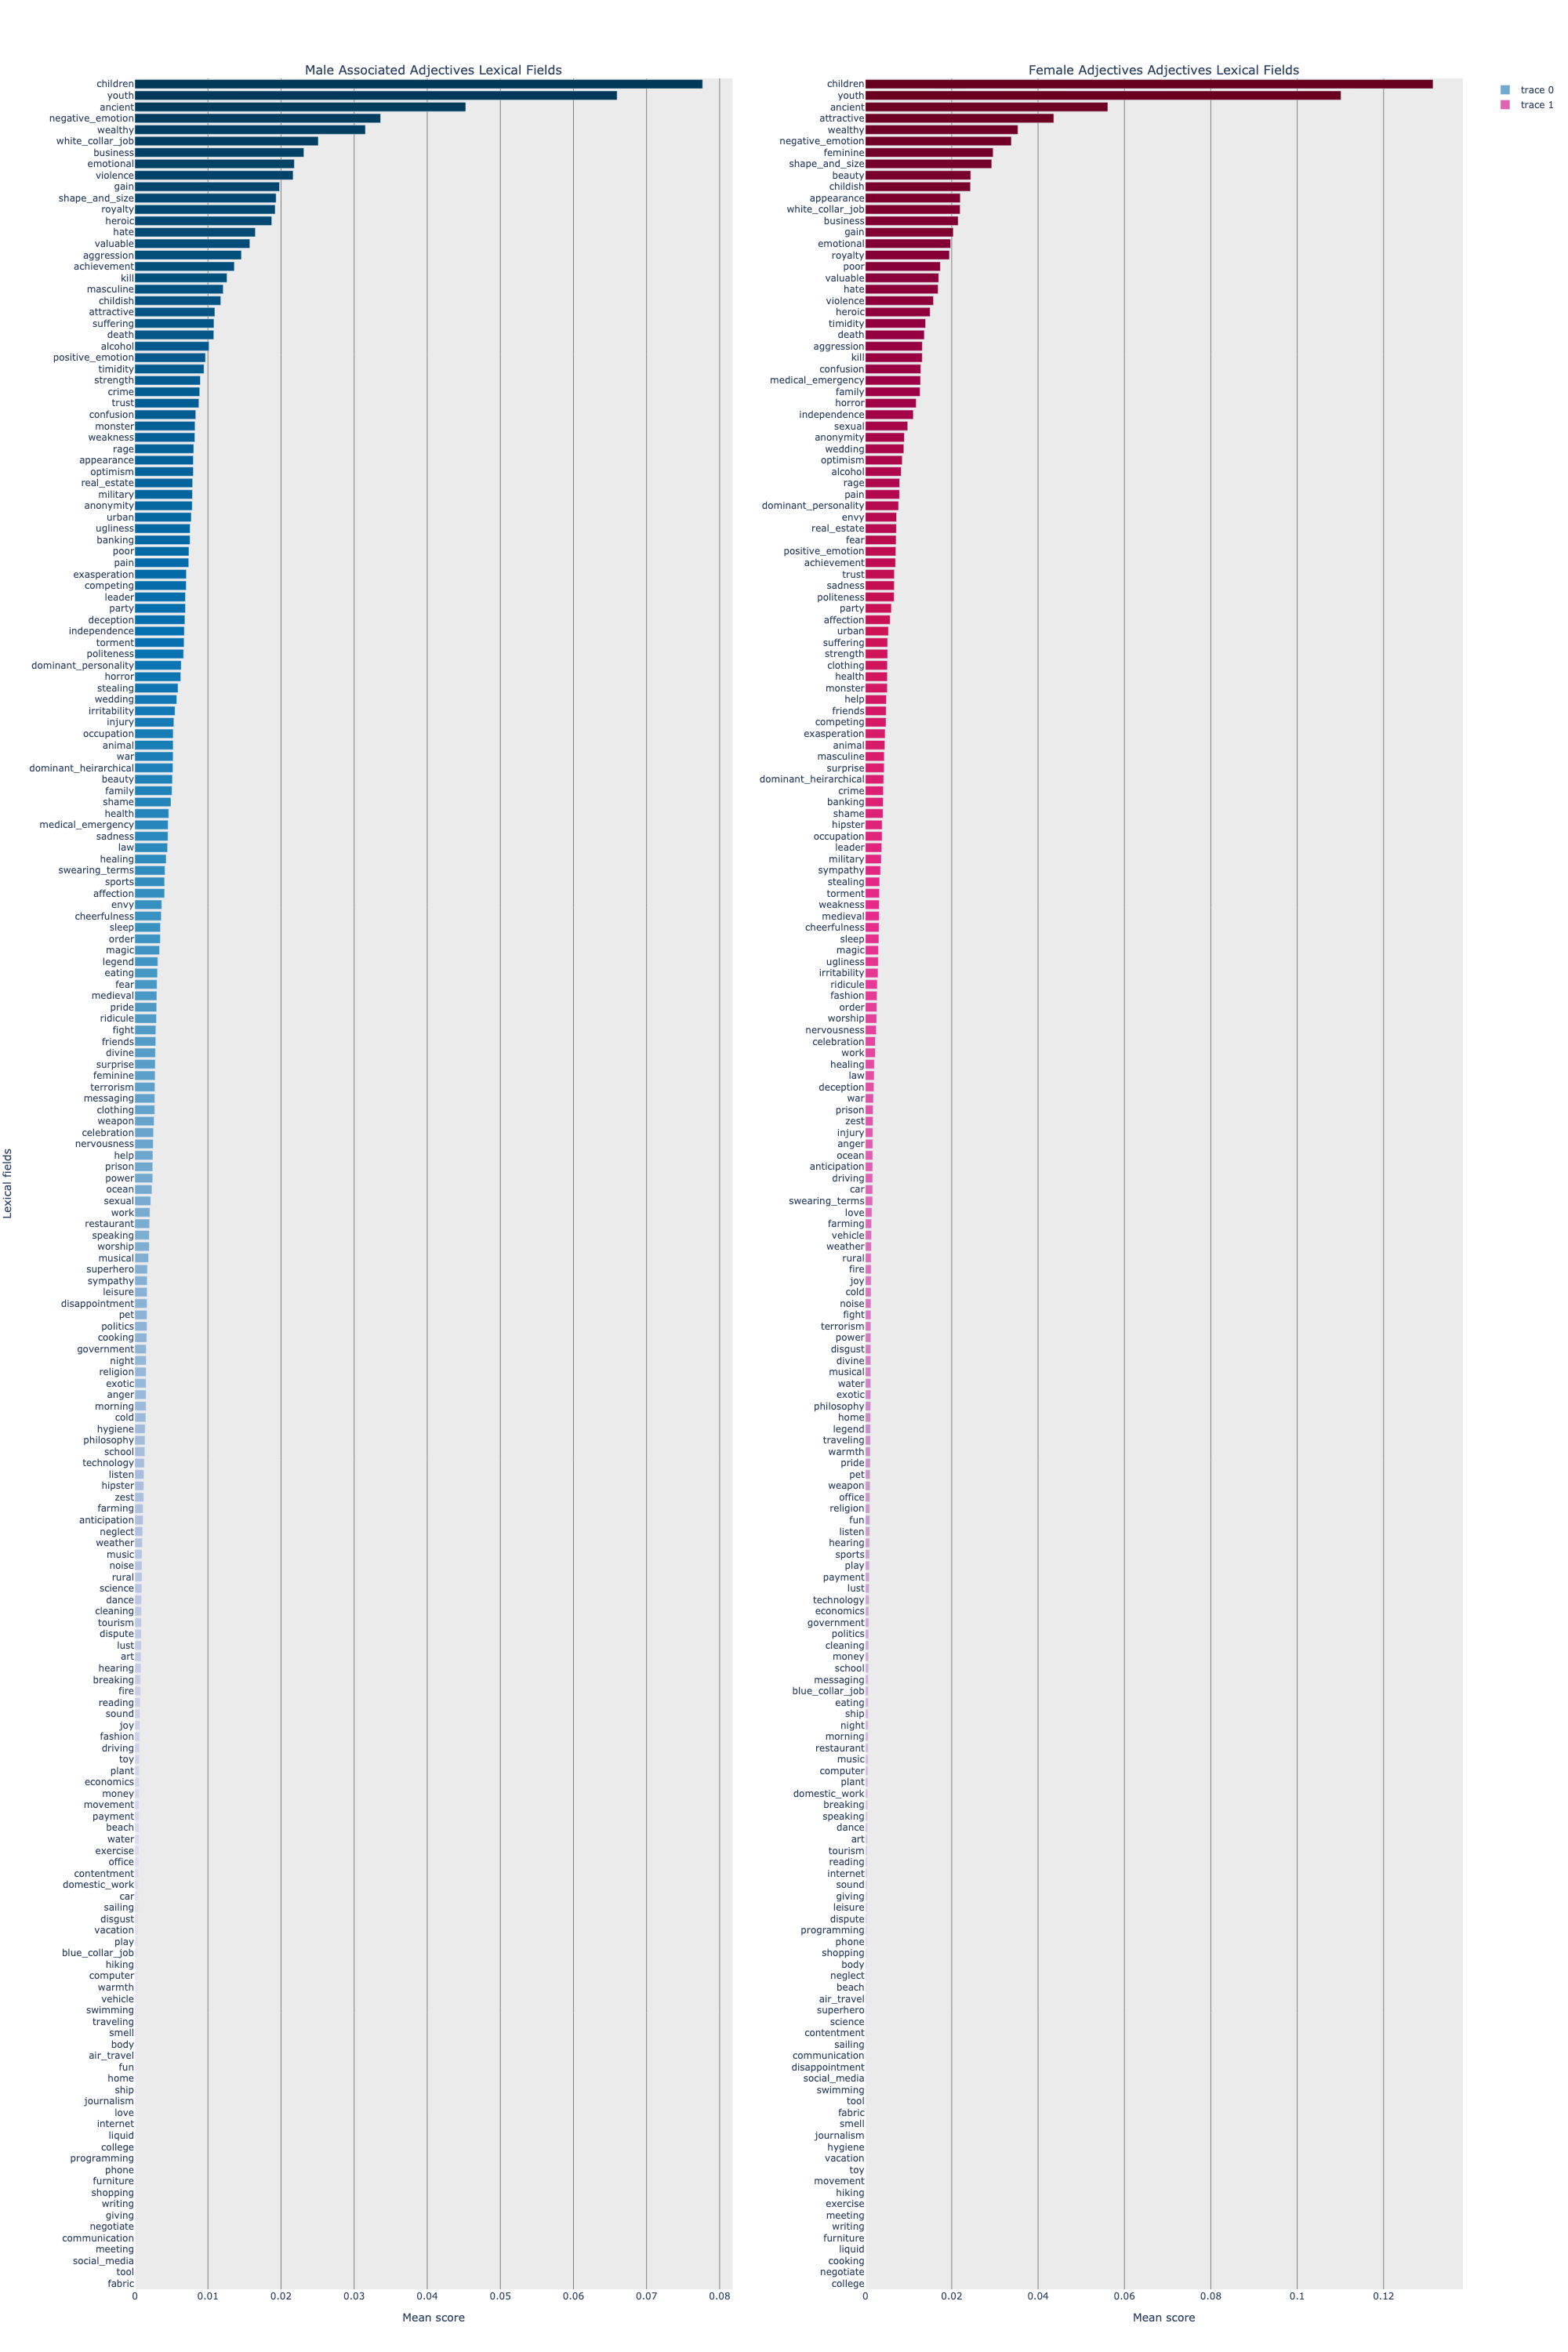 Male Associated Adjectives Lexical Fields
children
youth
ancient
negative_emotion
wealthy
white_collar_job
business
emotional
violence
gain
shape_and_size
royalty
heroic
hate
valuable
aggression
achievement
kill
masculine
childish
attractive
suffering
death
alcohol
positive_emotion
timidity
strength
crime
trust
confusion
monster
weakness
rage
appearance
optimism
real_estate
military
anonymity
urban
ugliness
banking
poor
pain
exasperation
competing
leader
party
deception
independence
torment
politeness
dominant_personality
horror
stealing
wedding
irritability
injury
occupation
animal
war
dominant_heirarchical
beauty
family
shame
health
medical_emergency
sadness
law
healing
swearing_terms
sports
affection
envy
cheerfulness
sleep
order
magic
legend
eating
fear
medieval
pride
ridicule
fight
friends
divine
surprise
feminine
terrorism
messaging
clothing
weapon
celebration
nervousness
help
prison
power
ocean
sexual
work
restaurant
speaking
worship
musical
superhero
sympathy
leisure
disappointment
pet
politics
cooking
government
night
religion
exotic
anger
morning
cold
hygiene
philosophy
school
technology
listen
hipster
zest
farming
anticipation
neglect
weather
music
noise
rural
science
dance
cleaning
tourism
dispute
lust
art
hearing
breaking
fire
reading
sound
joy
fashion
driving
toy
plant
economics
money
movement
payment
beach
water
exercise
office
contentment
domestic_work
car
sailing
disgust
vacation
play
blue_collar_job
hiking
computer
warmth
vehicle
swimming
traveling
smell
body
air_travel
fun
home
ship
journalism
love
internet
liquid
college
programming
phone
furniture
shopping
writing
giving
negotiate
communication
meeting
social_media
tool
fabric
0 0.01 0.02 0.03 0.04 0.05 0.06 0.07 0.08
Mean score
Lexical fields
Female Adjectives Adjectives Lexical Fields
children
youth
ancient
attractive
wealthy
negative_emotion
feminine
shape_and_size
beauty
childish
appearance
white_collar_job
business
gain
emotional
royalty
poor
valuable
hate
violence
heroic
timidity
death
aggression
kill
confusion
medical_emergency
family
horror
independence
sexual
anonymity
wedding
optimism
alcohol
rage
pain
dominant_personality
envy
real_estate
fear
positive_emotion
achievement
trust
sadness
politeness
party
affection
urban
suffering
strength
clothing
health
monster
help
friends
competing
exasperation
animal
masculine
surprise
dominant_heirarchical
crime
banking
shame
hipster
occupation
leader
military
sympathy
stealing
torment
weakness
medieval
cheerfulness
sleep
magic
ugliness
irritability
ridicule
fashion
order
worship
nervousness
celebration
work
healing
law
deception
war
prison
zest
injury
anger
ocean
anticipation
driving
car
swearing_terms
love
farming
vehicle
weather
rural
fire
joy
cold
noise
fight
terrorism
power
disgust
divine
musical
water
exotic
philosophy
home
legend
traveling
warmth
pride
pet
weapon
office
religion
fun
listen
hearing
sports
play
payment
lust
technology
economics
government
politics
cleaning
money
school
messaging
blue_collar_job
eating
ship
night
morning
restaurant
music
computer
plant
domestic_work
breaking
speaking
dance
art
tourism
reading
internet
sound
giving
leisure
dispute
programming
phone
shopping
body
neglect
beach
air_travel
superhero
science
contentment
sailing
communication
disappointment
social_media
swimming
tool
fabric
smell
journalism
hygiene
vacation
toy
movement
hiking
exercise
meeting
writing
furniture
liquid
cooking
negotiate
college
0 0.02 0.04 0.06 0.08 0.1 0.12
Mean score
trace 0
trace 1